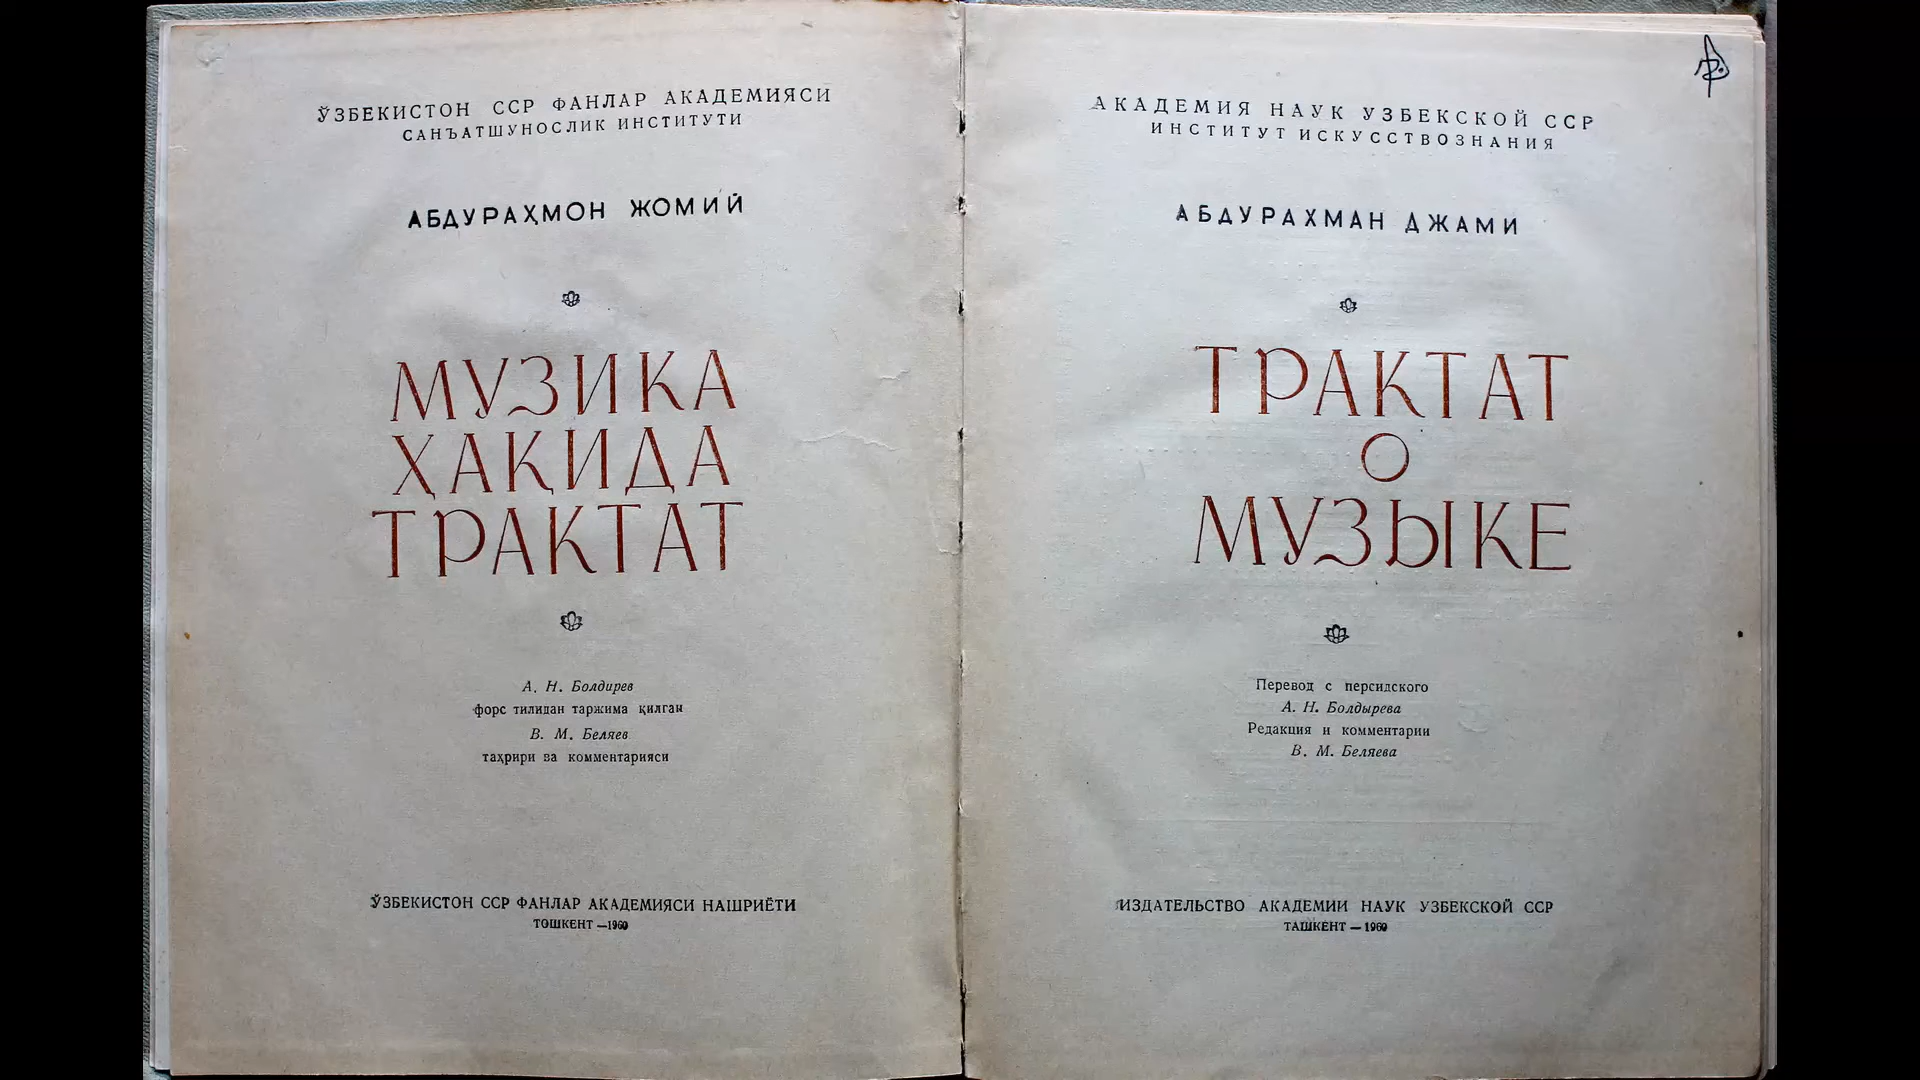 ЎЗБЕКИСТОН ССР ФАНЛАР АКАДЕМИЯСИ
САНЪАТШУНОСЛИК ИНСТИТУТИ
АБДУРАҲМОН ЖОМИЙ
МУЗИКА
ҲАҚИДА
ТРАКТАТ
А. Н. Болдирев
форс тилидан таржима қилган
В. М. Беляев
таҳрири ва комментарияси
ЎЗБЕКИСТОН ССР ФАНЛАР АКАДЕМИЯСИ НАШРИЁТИ
ТОШКЕНТ —1960
АКАДЕМИЯ НАУК УЗБЕКСКОЙ ССР
ИНСТИТУТ ИСКУССТВОЗНАНИЯ
АБДУРАХМАН ДЖАМИ
ТРАКТАТ
О
МУЗЫКЕ
Перевод с персидского
А. Н. Болдырева
Редакция и комментарии
В. М. Беляева
ИЗДАТЕЛЬСТВО АКАДЕМИИ НАУК УЗБЕКСКОЙ ССР
ТАШКЕНТ — 1960